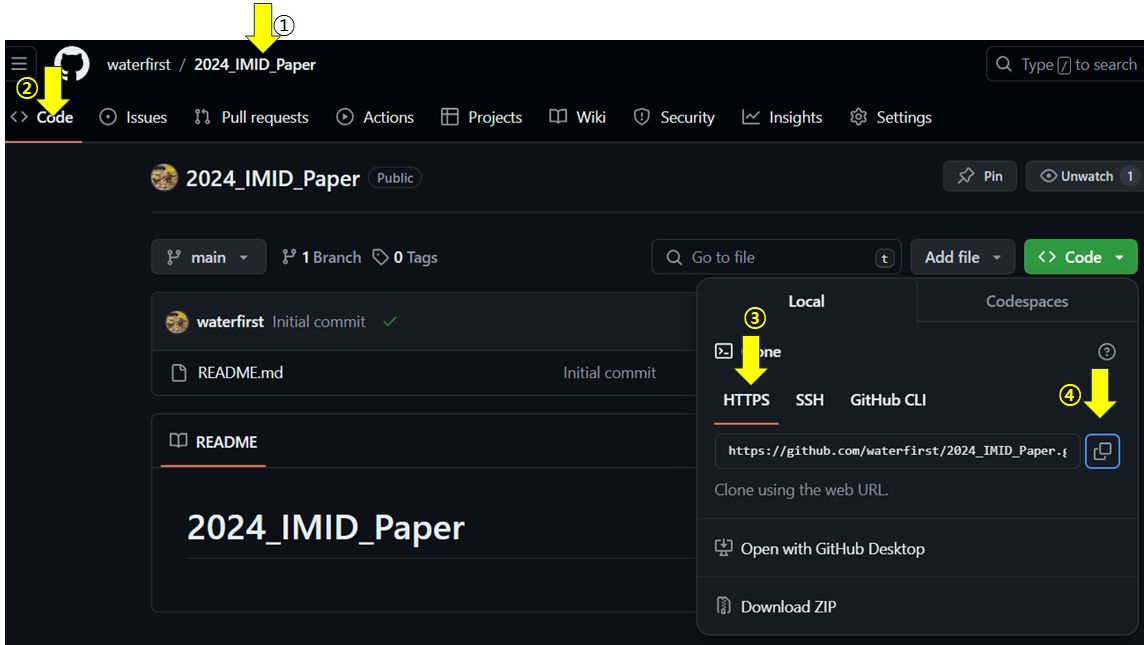 ①
waterfirst / 2024_IMID_Paper
Type / to search
②
Code Issues Pull requests Actions Projects Wiki Security Insights Settings
2024_IMID_Paper Public
Pin Unwatch 1
main 1 Branch 0 Tags
Go to file t Add file Code
waterfirst Initial commit
README.md Initial commit
README
2024_IMID_Paper
Local Codespaces
③
④
HTTPS SSH GitHub CLI
https://github.com/waterfirst/2024_IMID_Paper.g
Clone using the web URL.
Open with GitHub Desktop
Download ZIP